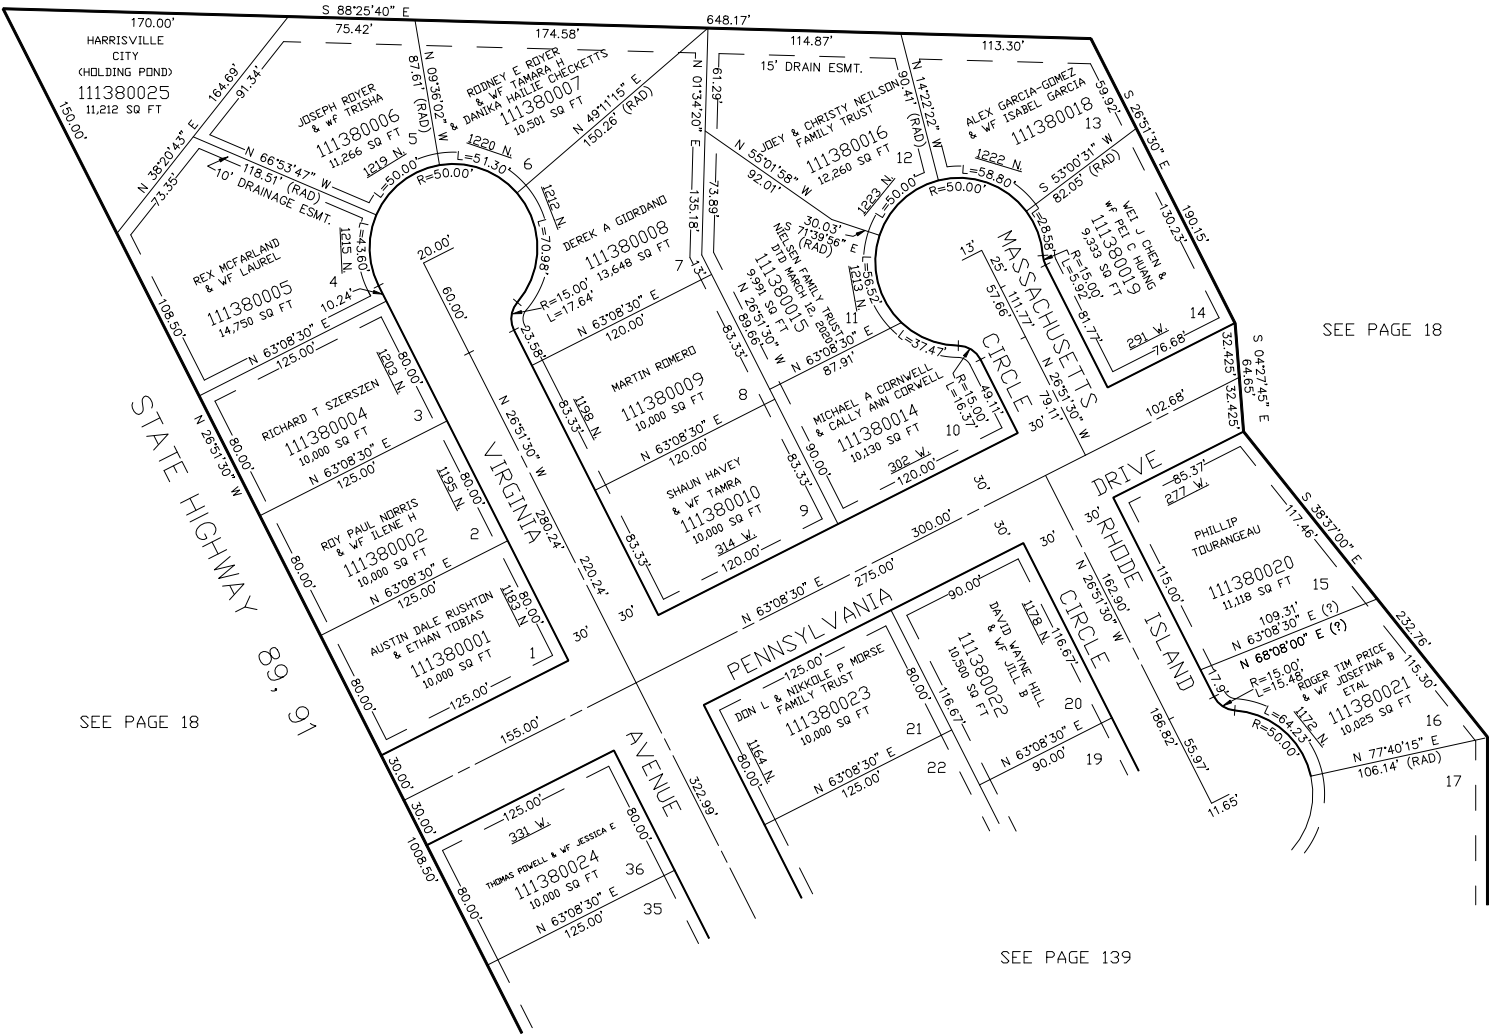 S 88°25'40" E
170.00'
75.42'
174.58'
648.17'
114.87'
113.30'
15' DRAIN ESMT.
HARRISVILLE
CITY
(HOLDING POND)
111380025
11,212 SQ FT
150.00'
164.69'
91.34'
N 38°20'43" E
73.35'
JOSEPH ROYER
& WF TRISHA
111380006
11,266 SQ FT
1219 N.
5
N 09°36'02" W
87.61' (RAD)
RODNEY E ROYER
& WF TAMARA H
& DANIKA HAILIE CHECKETTS
111380007
10,501 SQ FT
1220 N.
6
L=51.30'
L=50.00'
R=50.00'
N 49°11'15" E
150.26' (RAD)
N 01°34'20" E
61.29'
73.89'
135.18'
13'
N 66°53'47" W
118.51' (RAD)
10' DRAINAGE ESMT.
REX MCFARLAND
& WF LAUREL
111380005
14,750 SQ FT
1215 N.
L=43.60'
4
10.24'
N 63°08'30" E
125.00'
108.50'
20.00'
60.00'
1212 N.
L=70.98'
DEREK A GIORDANO
111380008
13,648 SQ FT
7
R=15.00'
L=17.64'
23.58'
N 63°08'30" E
120.00'
JOEY & CHRISTY NEILSON
FAMILY TRUST
111380016
12,260 SQ FT
12
1223 N.
L=50.00'
N 55°01'58" W
92.01'
30.03'
S 71°39'56" E
(RAD)
N 14°22'22" W
90.41' (RAD)
ALEX GARCIA-GOMEZ
& WF ISABEL GARCIA
111380018
13
1222 N.
L=58.80'
R=50.00'
59.92'
S 26°51'30" E
190.15'
130.23'
S 53°00'31" W
82.05' (RAD)
WEI J CHEN &
WF PEI C HUANG
111380019
9,333 SQ FT
14
L=28.58'
R=15.00'
L=5.92'
81.77'
291 W.
76.68'
NIELSEN FAMILY TRUST
DTD MARCH 12, 2020
111380015
9,991 SQ FT
11
1213 N.
L=56.52'
N 26°51'30" W
89.66'
N 63°08'30" E
87.91'
L=37.47'
R=15.00'
L=16.37'
49.11'
13'
25'
57.66'
111.77'
N 26°51'30" W
79.11'
30'
MASSACHUSETTS
CIRCLE
MICHAEL A CORNWELL
& CALLY ANN CORWELL
111380014
10,130 SQ FT
10
302 W.
120.00'
90.00'
83.33'
83.33'
MARTIN ROMERO
111380009
10,000 SQ FT
8
1198 N.
83.33'
N 63°08'30" E
120.00'
SHAUN HAVEY
& WF TAMRA
111380010
10,000 SQ FT
9
314 W.
120.00'
83.33'
RICHARD T SZERSZEN
111380004
10,000 SQ FT
1203 N.
3
80.00'
80.00'
N 63°08'30" E
125.00'
N 26°51'30" W
ROY PAUL NORRIS
& WF ILENE H
111380002
10,000 SQ FT
1195 N.
2
80.00'
80.00'
N 63°08'30" E
125.00'
AUSTIN DALE RUSHTON
& ETHAN TOBIAS
111380001
10,000 SQ FT
1183 N
1
80.00'
80.00'
125.00'
STATE HIGHWAY 89, 91
VIRGINIA
AVENUE
N 26°51'30" W
280.24'
220.24'
322.99'
30'
30'
SEE PAGE 18
SEE PAGE 18
S 04°27'45" E
64.65'
32.425'
32.425'
102.68'
PENNSYLVANIA
DRIVE
N 63°08'30" E
275.00'
300.00'
155.00'
30'
30'
30'
30'
30.00'
30.00'
1008.50'
RHODE ISLAND
CIRCLE
N 26°51'30" W
162.90'
186.82'
55.97'
11.65'
85.37'
277 W.
PHILLIP
TOURANGEAU
111380020
11,118 SQ FT
15
115.00'
117.46'
S 38°37'00" E
232.76'
109.31'
N 63°08'30" E (?)
N 68°08'00" E (?)
R=15.00'
L=15.48'
17.9'
L=64.23'
R=50.00'
ROGER TIM PRICE
& WF JOSEFINA B
ETAL
111380021
10,025 SQ FT
16
1172 N.
115.30'
N 77°40'15" E
106.14' (RAD)
17
90.00'
DAVID WAYNE HILL
& WF JILL B
111380022
10,500 SQ FT
1178 N.
116.67'
116.67'
20
N 63°08'30" E
90.00'
19
125.00'
DON L & NIKKOLE P MORSE
FAMILY TRUST
111380023
10,000 SQ FT
1164 N.
80.00'
80.00'
21
N 63°08'30" E
125.00'
22
125.00'
331 W.
THOMAS POWELL & WF JESSICA E
111380024
10,000 SQ FT
80.00'
80.00'
36
N 63°08'30" E
125.00'
35
SEE PAGE 139